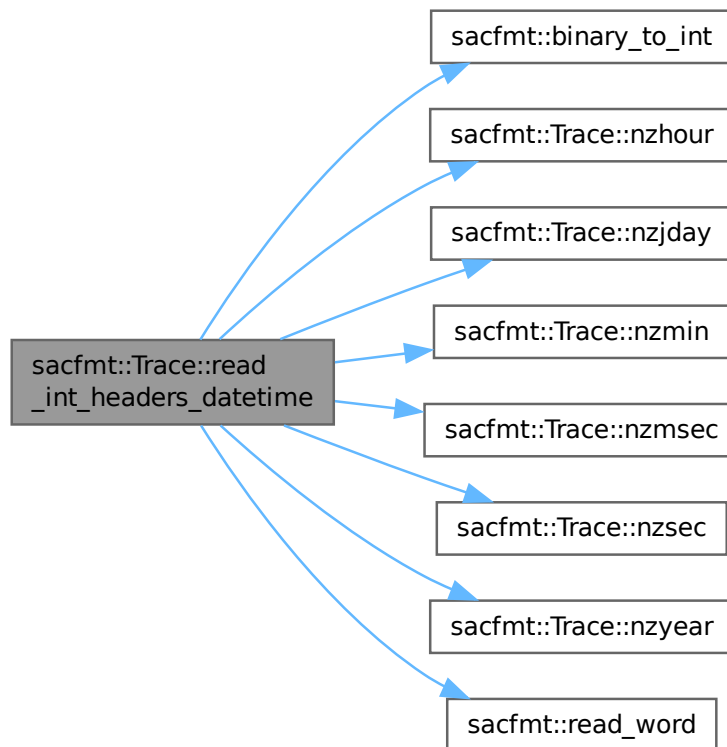 sacfmt::binary_to_int
sacfmt::Trace::nzhour
sacfmt::Trace::nzjday
sacfmt::Trace::nzmin
sacfmt::Trace::read
_int_headers_datetime
sacfmt::Trace::nzmsec
sacfmt::Trace::nzsec
sacfmt::Trace::nzyear
sacfmt::read_word